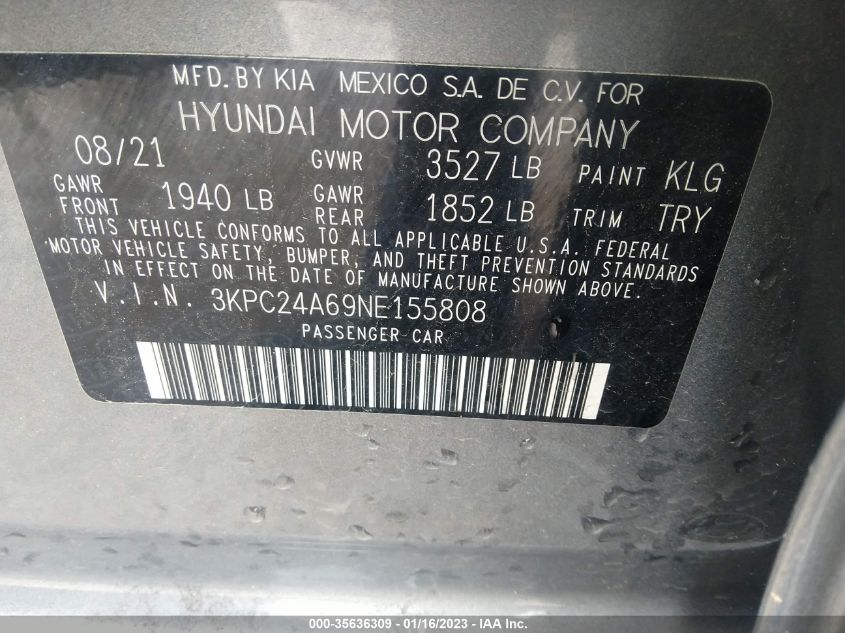 MFD. BY KIA MEXICO S.A. DE C.V. FOR
HYUNDAI MOTOR COMPANY
08/21 GVWR 3527 LB PAINT KLG
GAWR FRONT 1940 LB GAWR REAR 1852 LB TRIM TRY
THIS VEHICLE CONFORMS TO ALL APPLICABLE U.S.A. FEDERAL
MOTOR VEHICLE SAFETY, BUMPER, AND THEFT PREVENTION STANDARDS
IN EFFECT ON THE DATE OF MANUFACTURE SHOWN ABOVE.
V.I.N. 3KPC24A69NE155808
PASSENGER CAR
000-35636309 - 01/16/2023 - IAA Inc.